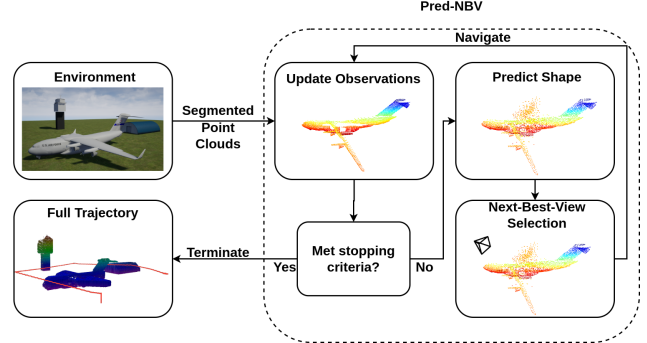 Pred-NBV
Navigate
Environment
Update Observations
Predict Shape
Segmented
Point
Clouds
Full Trajectory
Next-Best-View
Selection
Met stopping
criteria?
Terminate
Yes
No